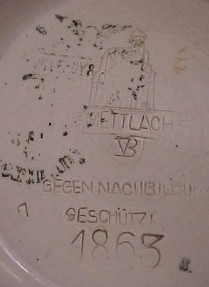 METTLACH
VB
GEGEN NACHBILDUNG
GESCHÜTZT
1863